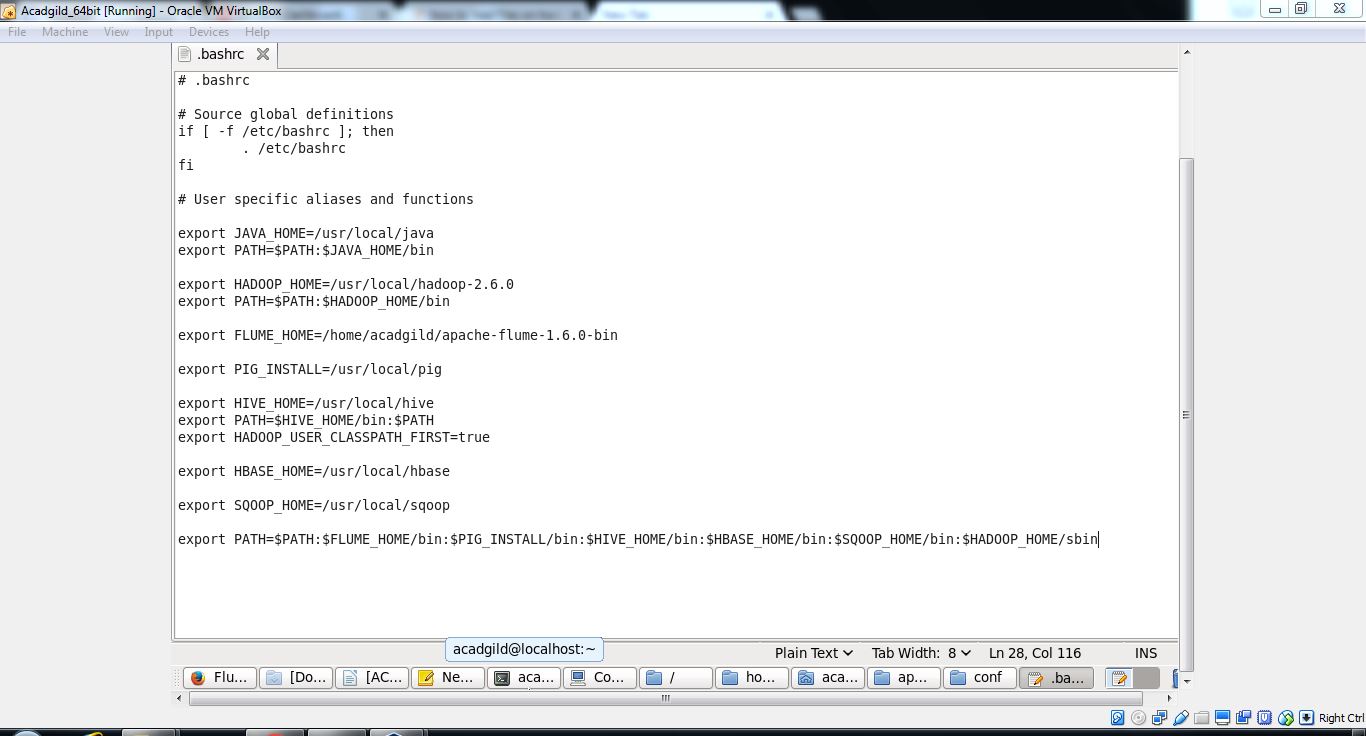 Acadgild_64bit [Running] - Oracle VM VirtualBox
File Machine View Input Devices Help
.bashrc
# .bashrc
# Source global definitions
if [ -f /etc/bashrc ]; then
. /etc/bashrc
fi
# User specific aliases and functions
export JAVA_HOME=/usr/local/java
export PATH=$PATH:$JAVA_HOME/bin
export HADOOP_HOME=/usr/local/hadoop-2.6.0
export PATH=$PATH:$HADOOP_HOME/bin
export FLUME_HOME=/home/acadgild/apache-flume-1.6.0-bin
export PIG_INSTALL=/usr/local/pig
export HIVE_HOME=/usr/local/hive
export PATH=$HIVE_HOME/bin:$PATH
export HADOOP_USER_CLASSPATH_FIRST=true
export HBASE_HOME=/usr/local/hbase
export SQOOP_HOME=/usr/local/sqoop
export PATH=$PATH:$FLUME_HOME/bin:$PIG_INSTALL/bin:$HIVE_HOME/bin:$HBASE_HOME/bin:$SQOOP_HOME/bin:$HADOOP_HOME/sbin
acadgild@localhost:~
Plain Text Tab Width: 8 Ln 28, Col 116 INS
Flu... [Do... [AC... Ne... aca... Co... / ho... aca... ap... conf .ba...
Right Ctrl